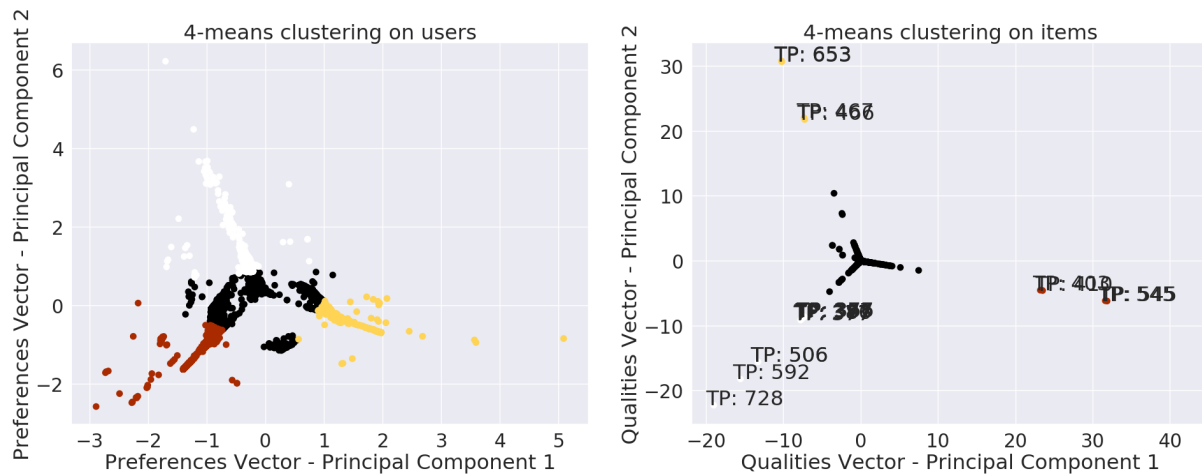 4-means clustering on users
Preferences Vector - Principal Component 2
6
4
2
0
−2
−3
−2
−1
0
1
2
3
4
5
Preferences Vector - Principal Component 1
4-means clustering on items
Qualities Vector - Principal Component 2
30
20
10
0
−10
−20
−20
−10
0
10
20
30
40
Qualities Vector - Principal Component 1
TP: 653
TP: 466
TP: 545
TP: 506
TP: 592
TP: 728